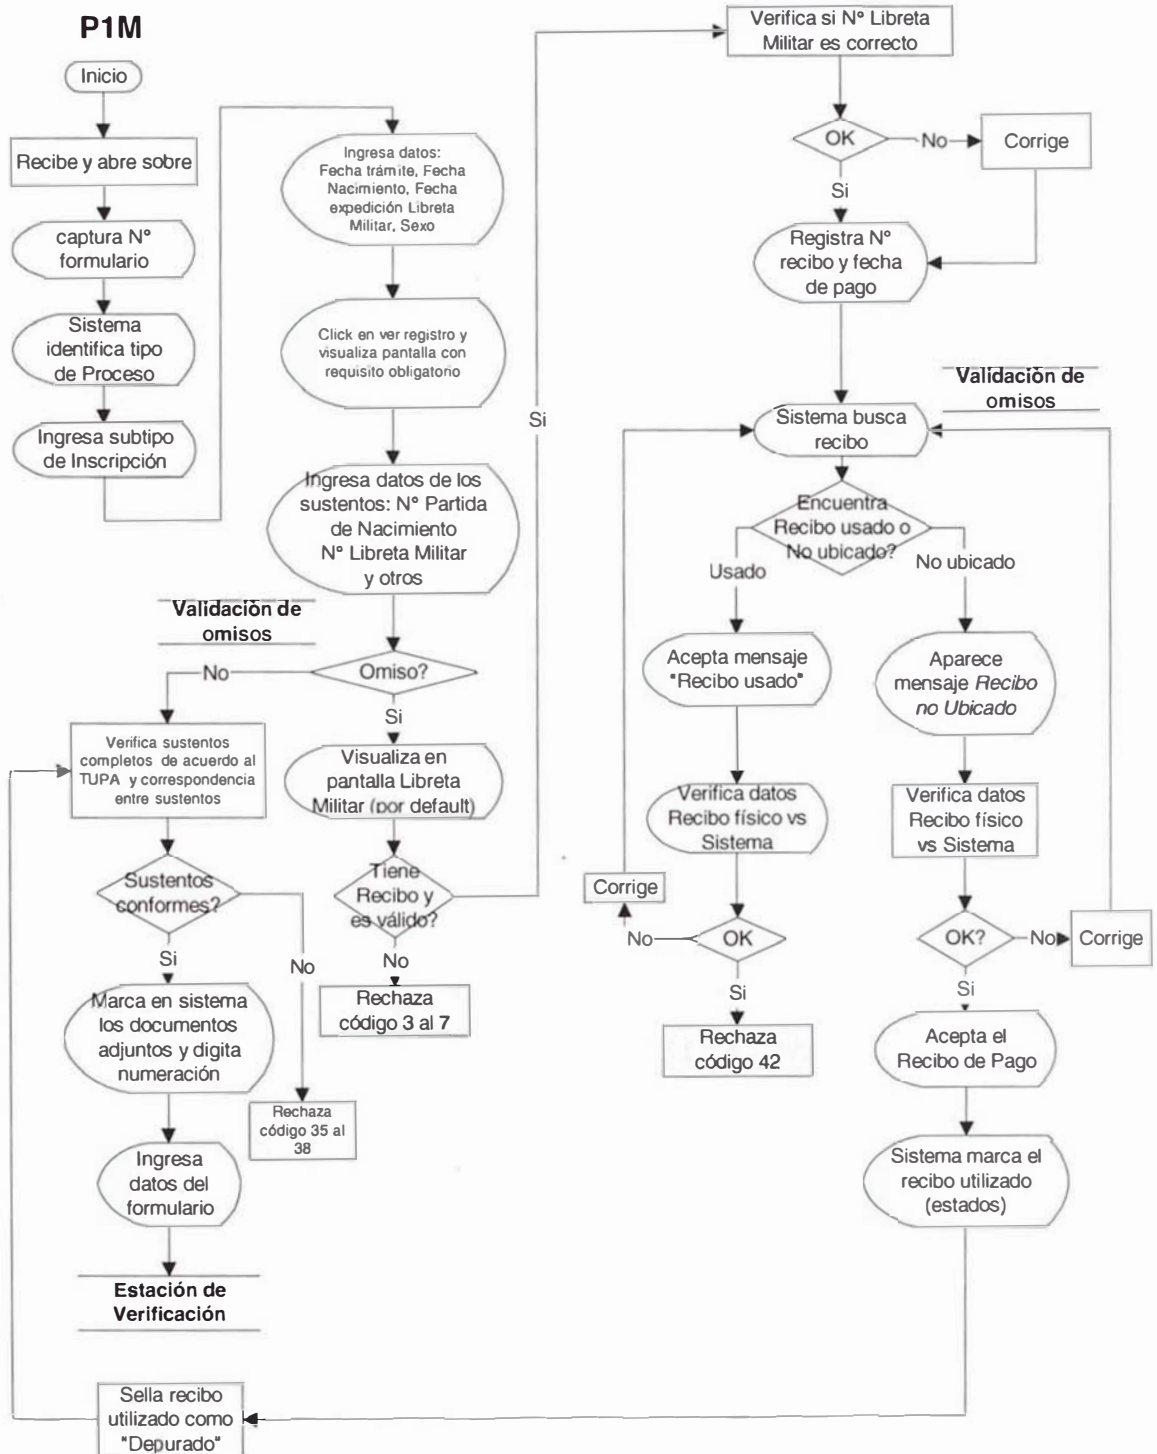 P1M
Inicio
Recibe y abre sobre
captura Nº
formulario
Sistema
identifica tipo
de Proceso
Ingresa subtipo
de Inscripción
Ingresa datos:
Fecha trámite, Fecha
Nacimiento, Fecha
expedición Libreta
Militar, Sexo
Click en ver registro y
visualiza pantalla con
requisito obligatorio
Ingresa datos de los
sustentos: Nº Partida
de Nacimiento
Nº Libreta Militar
y otros
Validación de
omisos
Omiso?
No
Si
Verifica sustentos
completos de acuerdo al
TUPA y correspondencia
entre sustentos
Visualiza en
pantalla Libreta
Militar (por default)
Sustentos
conformes?
Si
No
Tiene
Recibo y
es válido?
Si
No
Rechaza
código 3 al 7
Marca en sistema
los documentos
adjuntos y digita
numeración
Rechaza
código 35 al
38
Ingresa
datos del
formulario
Estación de
Verificación
Verifica si Nº Libreta
Militar es correcto
OK
No
Corrige
Si
Registra Nº
recibo y fecha
de pago
Validación de
omisos
Sistema busca
recibo
Encuentra
Recibo usado o
No ubicado?
Usado
No ubicado
Acepta mensaje
"Recibo usado"
Aparece
mensaje Recibo
no Ubicado
Verifica datos
Recibo físico vs
Sistema
Verifica datos
Recibo físico
vs Sistema
Corrige
No
OK
OK?
No
Corrige
Si
Si
Rechaza
código 42
Acepta el
Recibo de Pago
Sistema marca el
recibo utilizado
(estados)
Sella recibo
utilizado como
"Depurado"